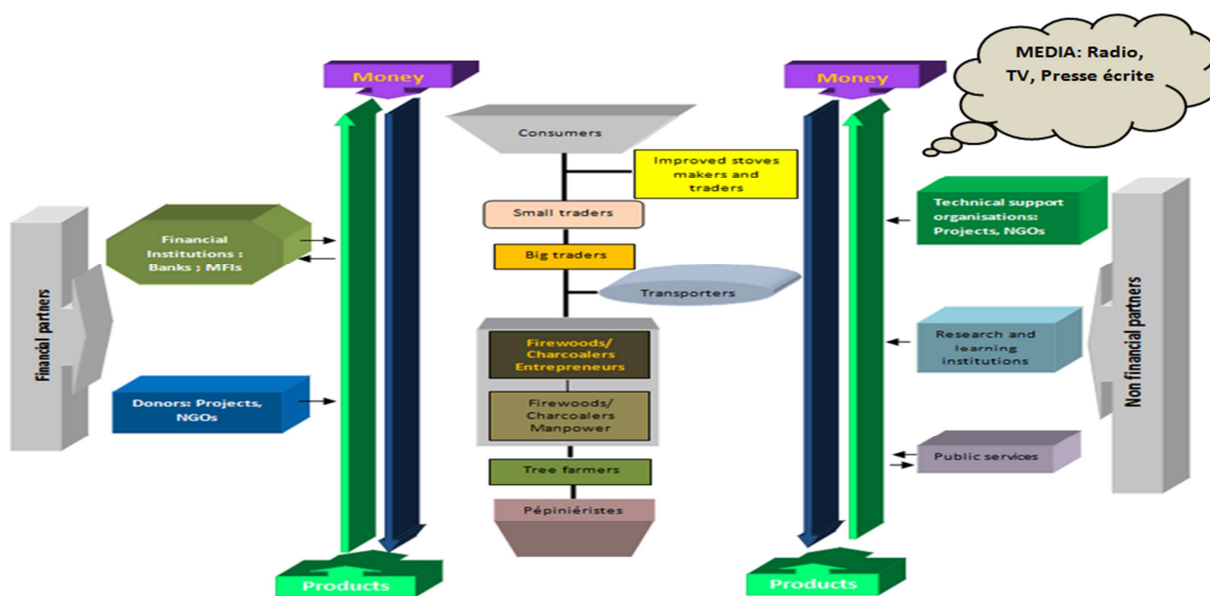 Money
Money
MEDIA: Radio,
TV, Presse écrite
Consumers
Improved stoves
makers and
traders
Small traders
Big traders
Transporters
Firewoods/
Charcoalers
Entrepreneurs
Firewoods/
Charcoalers
Manpower
Tree farmers
Pépiniéristes
Financial partners
Financial
Institutions :
Banks ; MFIs
Donors: Projects,
NGOs
Technical support
organisations:
Projects, NGOs
Research and
learning
institutions
Public services
Non financial partners
Products
Products